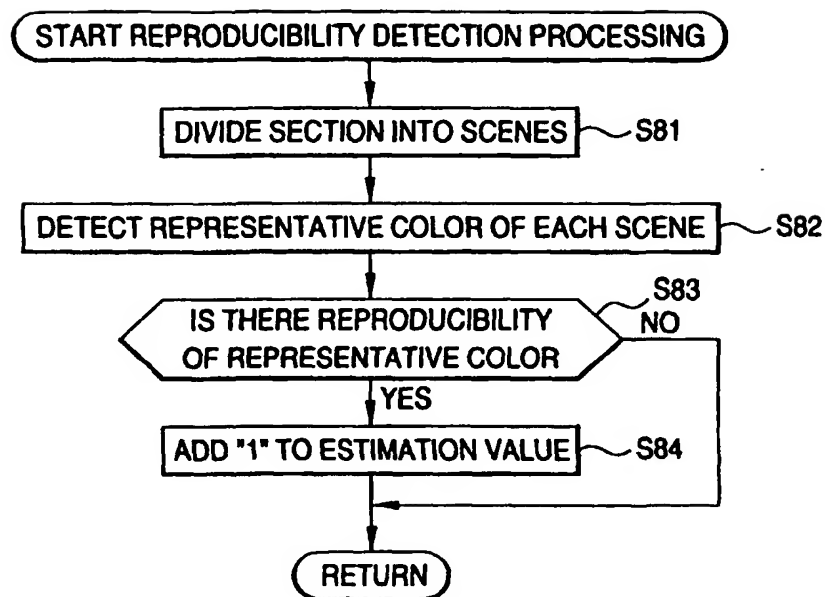 START REPRODUCIBILITY DETECTION PROCESSING
DIVIDE SECTION INTO SCENES S81
DETECT REPRESENTATIVE COLOR OF EACH SCENE S82
S83
IS THERE REPRODUCIBILITY
OF REPRESENTATIVE COLOR
NO
YES
ADD "1" TO ESTIMATION VALUE S84
RETURN